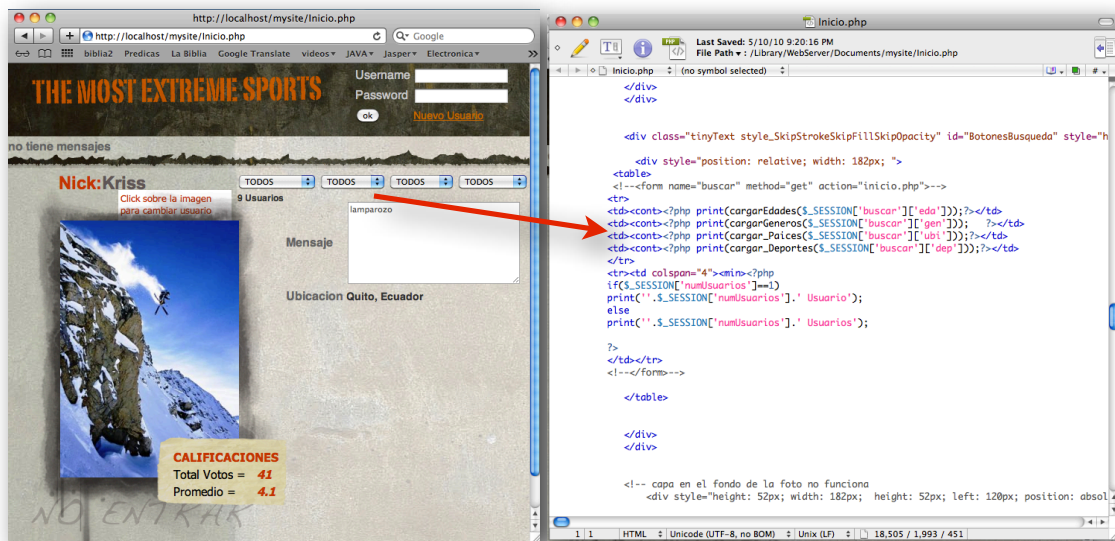 http://localhost/mysite/Inicio.php
http://localhost/mysite/Inicio.php
Google
biblia2 Predicas La Biblia Google Translate videos JAVA Jasper Electronica
THE MOST EXTREME SPORTS
Username
Password
ok
Nuevo Usuario
no tiene mensajes
Nick:Kriss
Click sobre la imagen
para cambiar usuario
TODOS TODOS TODOS TODOS
9 Usuarios
lamparozo
Mensaje
Ubicacion Quito, Ecuador
CALIFICACIONES
Total Votos = 41
Promedio = 4.1
NO ENTRAR
Inicio.php
Last Saved: 5/10/10 9:20:16 PM
File Path ▾ : /Library/WebServer/Documents/mysite/Inicio.php
Inicio.php (no symbol selected)
</div>
</div>
<div class="tinyText style_SkipStrokeSkipFillSkipOpacity" id="BotonesBusqueda" style="h
<div style="position: relative; width: 182px; ">
<table>
<!--<form name="buscar" method="get" action="inicio.php">-->
<tr>
<td><cont><?php print(cargarEdades($_SESSION['buscar']['eda']));?></td>
<td><cont><?php print(cargarGeneros($_SESSION['buscar']['gen'])); ?></td>
<td><cont><?php print(cargar_Paices($_SESSION['buscar']['ubi']));?></td>
<td><cont><?php print(cargar_Deportes($_SESSION['buscar']['dep']));?></td>
</tr>
<tr><td colspan="4"><min><?php
if($_SESSION['numUsuarios']==1)
print(''.$_SESSION['numUsuarios'].' Usuario');
else
print(''.$_SESSION['numUsuarios'].' Usuarios');
?>
</td></tr>
<!--</form>-->
</table>
</div>
</div>
<!-- capa en el fondo de la foto no funciona
<div style="height: 52px; width: 182px; height: 52px; left: 120px; position: absol
1 1 HTML Unicode (UTF-8, no BOM) Unix (LF) 18,505 / 1,993 / 451